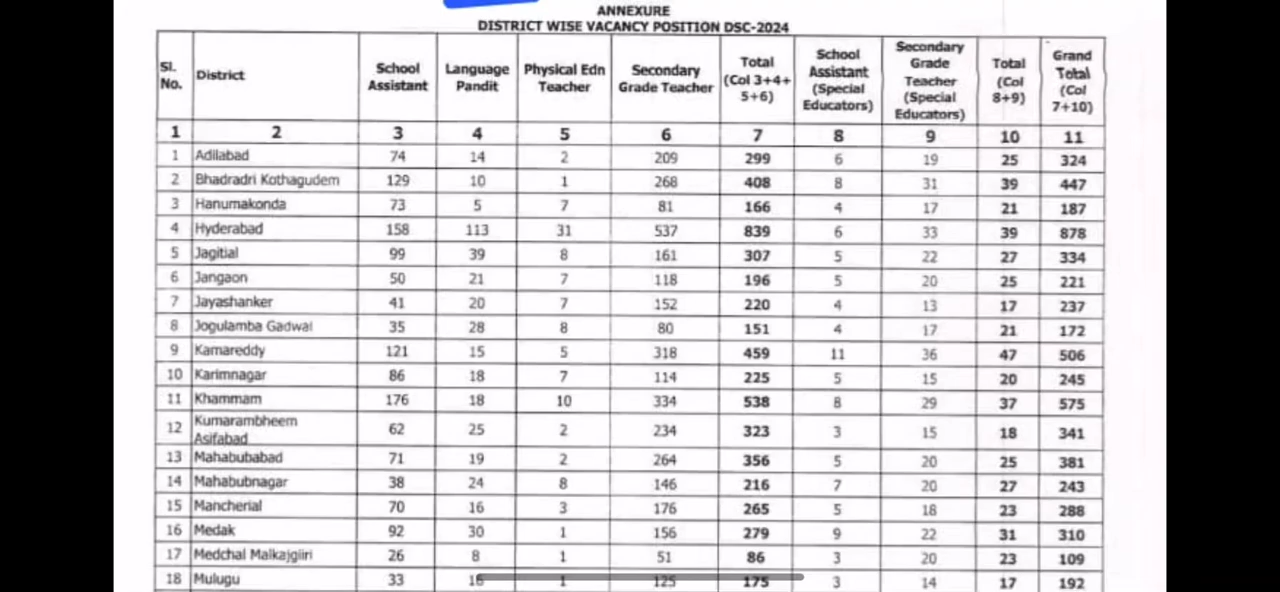 ANNEXURE
DISTRICT WISE VACANCY POSITION DSC-2024
Sl. No. District School Assistant Language Pandit Physical Edn Teacher Secondary Grade Teacher Total (Col 3+4+ 5+6) School Assistant (Special Educators) Secondary Grade Teacher (Special Educators) Total (Col 8+9) Grand Total (Col 7+10)
1 2 3 4 5 6 7 8 9 10 11
1 Adilabad 74 14 2 209 299 6 19 25 324
2 Bhadradri Kothagudem 129 10 1 268 408 8 31 39 447
3 Hanumakonda 73 5 7 81 166 4 17 21 187
4 Hyderabad 158 113 31 537 839 6 33 39 878
5 Jagitial 99 39 8 161 307 5 22 27 334
6 Jangaon 50 21 7 118 196 5 20 25 221
7 Jayashanker 41 20 7 152 220 4 13 17 237
8 Jogulamba Gadwal 35 28 8 80 151 4 17 21 172
9 Kamareddy 121 15 5 318 459 11 36 47 506
10 Karimnagar 86 18 7 114 225 5 15 20 245
11 Khammam 176 18 10 334 538 8 29 37 575
12 Kumarambheem Asifabad 62 25 2 234 323 3 15 18 341
13 Mahabubabad 71 19 2 264 356 5 20 25 381
14 Mahabubnagar 38 24 8 146 216 7 20 27 243
15 Mancherial 70 16 3 176 265 5 18 23 288
16 Medak 92 30 1 156 279 9 22 31 310
17 Medchal Malkajgiri 26 8 1 51 86 3 20 23 109
18 Mulugu 33 16 1 125 175 3 14 17 192